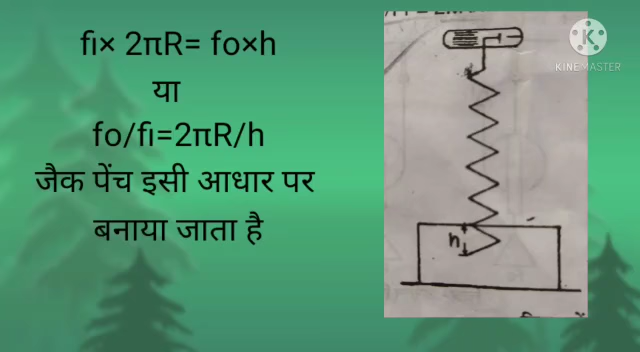 fi× 2πR= fo×h
या
fo/fi=2πR/h
जैक पेंच इसी आधार पर
बनाया जाता है
h
K
KINEMASTER